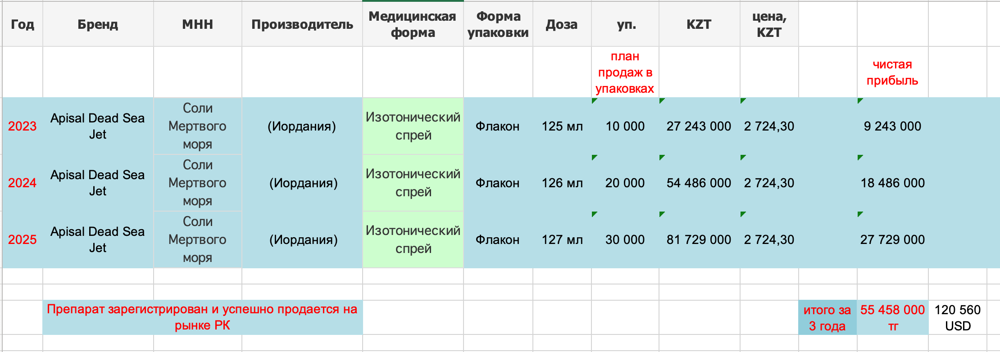 Год Бренд МНН Производитель Медицинская форма Форма упаковки Доза уп. KZT цена, KZT
план продаж в упаковках чистая прибыль
2023 Apisal Dead Sea Jet Соли Мертвого моря (Иордания) Изотонический спрей Флакон 125 мл 10 000 27 243 000 2 724,30 9 243 000
2024 Apisal Dead Sea Jet Соли Мертвого моря (Иордания) Изотонический спрей Флакон 126 мл 20 000 54 486 000 2 724,30 18 486 000
2025 Apisal Dead Sea Jet Соли Мертвого моря (Иордания) Изотонический спрей Флакон 127 мл 30 000 81 729 000 2 724,30 27 729 000
Препарат зарегистрирован и успешно продается на рынке РК итого за 3 года 55 458 000 тг 120 560 USD